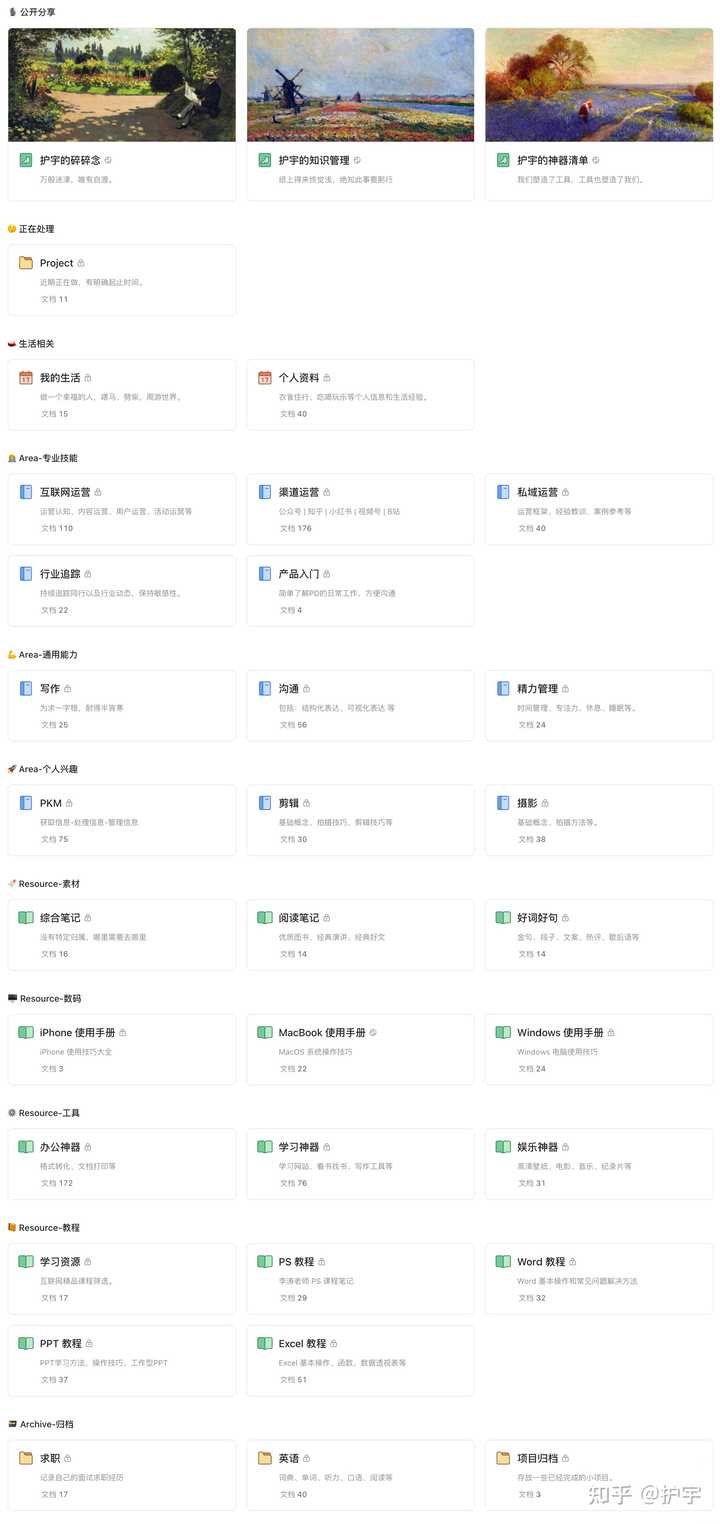 公开分享
护宇的碎碎念
万般迷津，唯有自渡。
护宇的知识管理
纸上得来终觉浅，绝知此事要躬行
护宇的神器清单
我们塑造了工具，工具也塑造了我们。
正在处理
Project
近期正在做，有明确起止时间。
文档 11
生活相关
我的生活
做一个幸福的人，喂马、劈柴、周游世界。
文档 15
个人资料
衣食住行、吃喝玩乐等个人信息和生活经验。
文档 40
Area-专业技能
互联网运营
运营认知、内容运营、用户运营、活动运营等
文档 110
渠道运营
公众号 | 知乎 | 小红书 | 视频号 | B站
文档 176
私域运营
运营框架、经验教训、案例参考等
文档 40
行业追踪
持续追踪同行以及行业动态，保持敏感性。
文档 22
产品入门
简单了解PD的日常工作，方便沟通
文档 4
Area-通用能力
写作
为求一字稳，耐得半宵寒
文档 25
沟通
包括：结构化表达、可视化表达 等
文档 56
精力管理
时间管理、专注力、休息、睡眠等。
文档 24
Area-个人兴趣
PKM
获取信息-处理信息-管理信息
文档 75
剪辑
基础概念、拍摄技巧、剪辑技巧等
文档 30
摄影
基础概念、拍摄方法等。
文档 38
Resource-素材
综合笔记
没有特定归属，哪里需要去哪里
文档 16
阅读笔记
优质图书、经典演讲、经典好文
文档 14
好词好句
金句、段子、文案、热评、歇后语等
文档 14
Resource-数码
iPhone 使用手册
iPhone 使用技巧大全
文档 3
MacBook 使用手册
MacOS 系统操作技巧
文档 22
Windows 使用手册
Windows 电脑使用技巧
文档 24
Resource-工具
办公神器
格式转化、文档打印等
文档 172
学习神器
学习网站、看书找书、写作工具等
文档 76
娱乐神器
高清壁纸、电影、音乐、纪录片等
文档 31
Resource-教程
学习资源
互联网精品课程筛选。
文档 17
PS 教程
李涛老师 PS 课程笔记
文档 29
Word 教程
Word 基本操作和常见问题解决方法
文档 32
PPT 教程
PPT学习方法、操作技巧、工作型PPT
文档 37
Excel 教程
Excel 基本操作、函数、数据透视表等
文档 51
Archive-归档
求职
记录自己的面试求职经历
文档 17
英语
词典、单词、听力、口语、阅读等
文档 40
项目归档
存放一些已经完成的小项目。
文档 3
知乎 @护宇